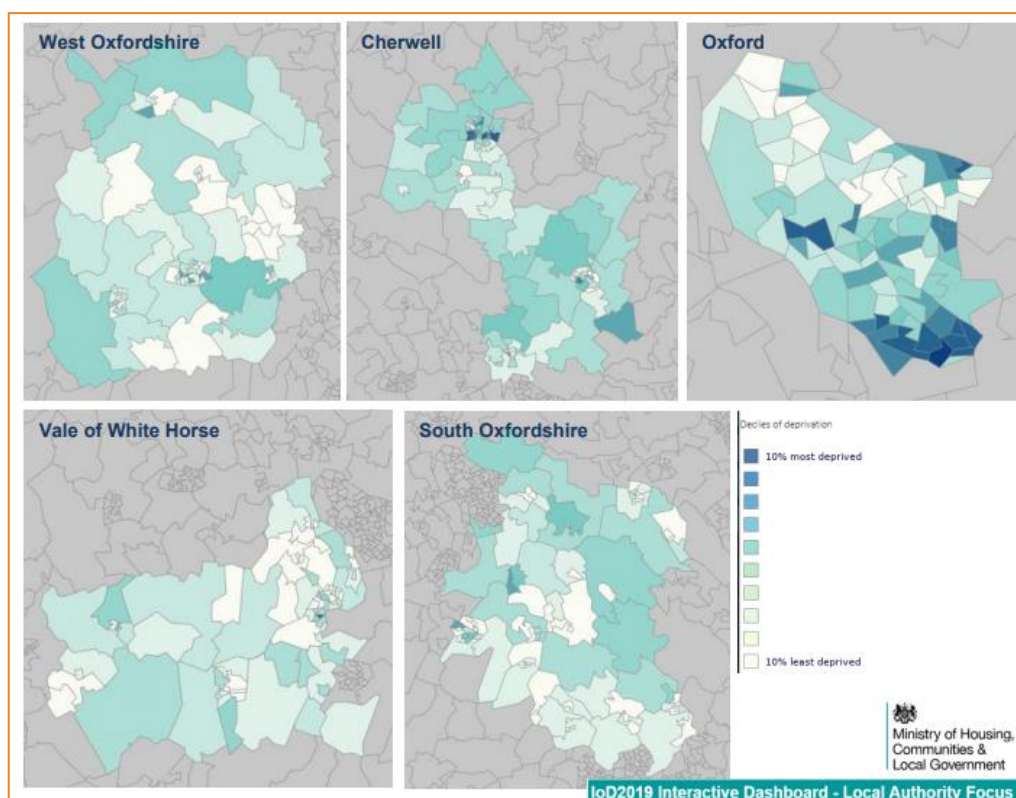 West Oxfordshire
Cherwell
Oxford
Vale of White Horse
South Oxfordshire
Deciles of deprivation
10% most deprived
10% least deprived
Ministry of Housing,
Communities &
Local Government
IoD2019 Interactive Dashboard - Local Authority Focus